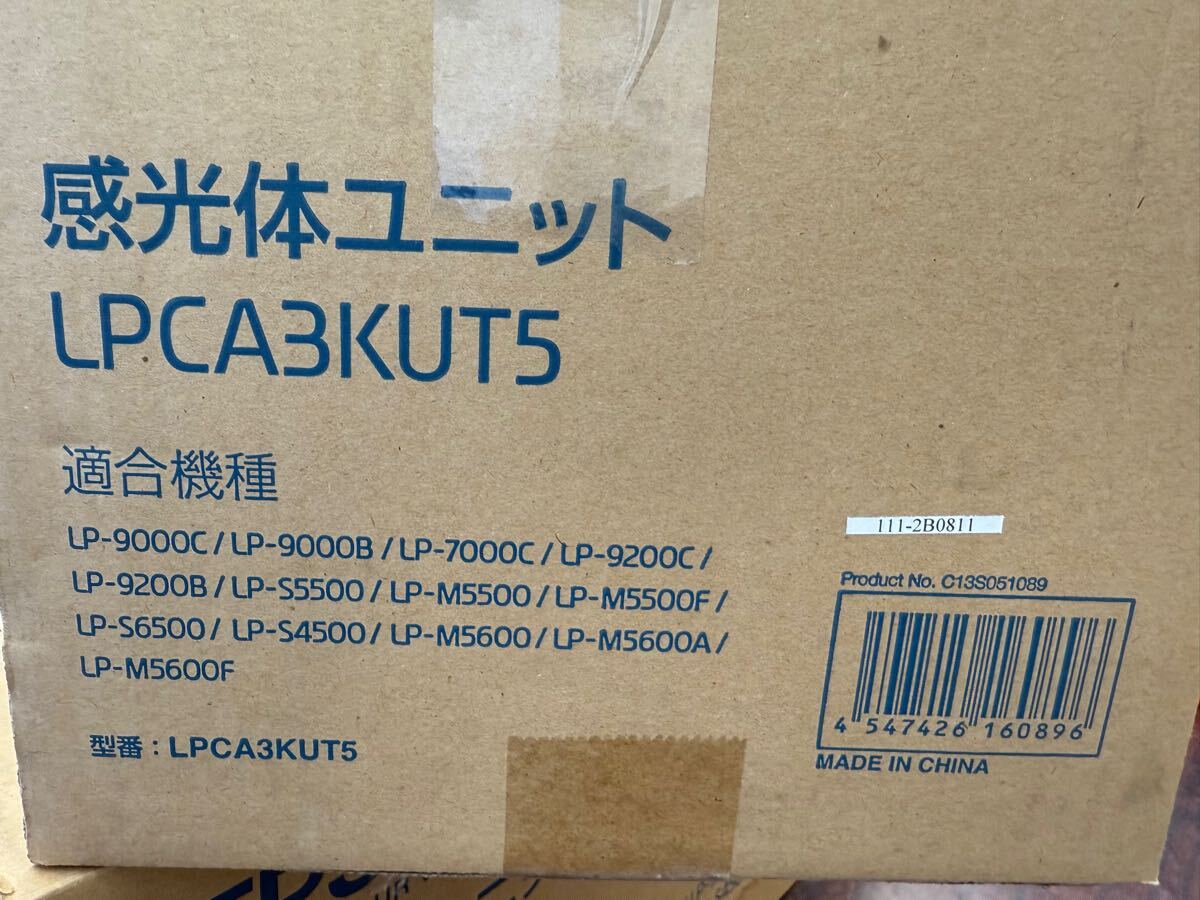 感光体ユニット
LPCA3KUT5
適合機種
LP-9000C / LP-9000B / LP-7000C / LP-9200C /
LP-9200B / LP-S5500 / LP-M5500 / LP-M5500F /
LP-S6500 / LP-S4500 / LP-M5600 / LP-M5600A /
LP-M5600F
型番：LPCA3KUT5
111-2B0811
Product No. C13S051089
4 547426 160896
MADE IN CHINA